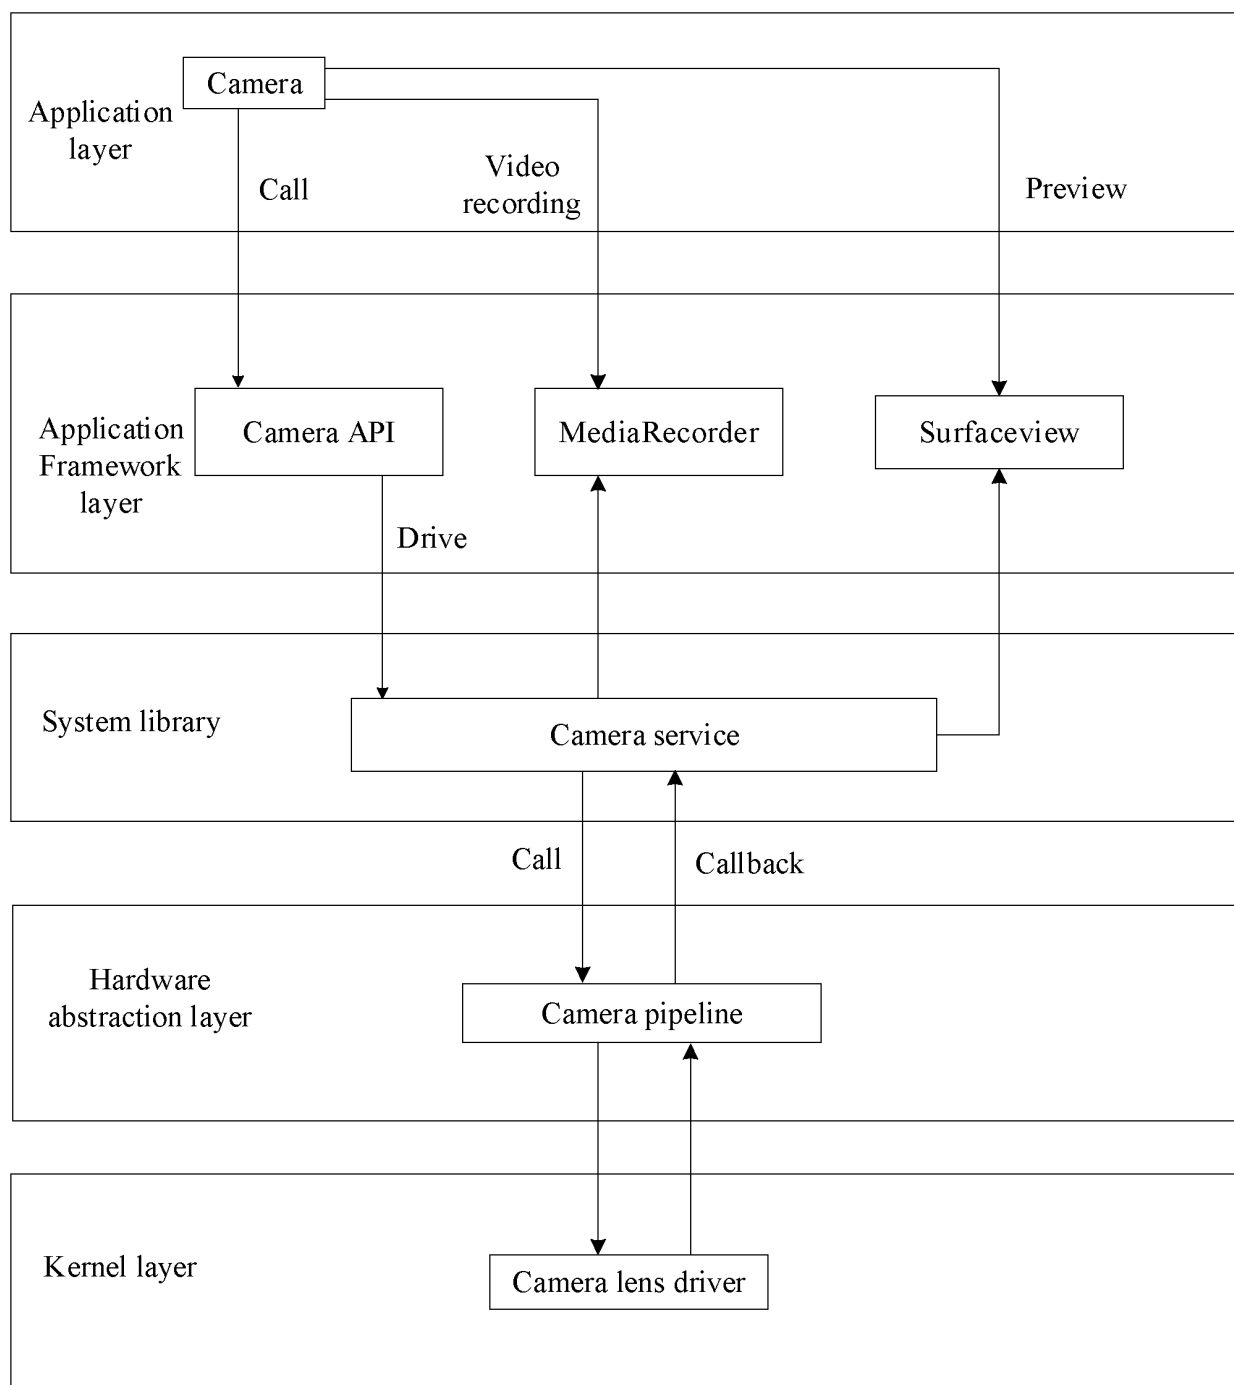 Camera
Application
layer
Call
Video
recording
Preview
Camera API
MediaRecorder
Surfaceview
Application
Framework
layer
Drive
System library
Camera service
Call
Callback
Hardware
abstraction layer
Camera pipeline
Kernel layer
Camera lens driver